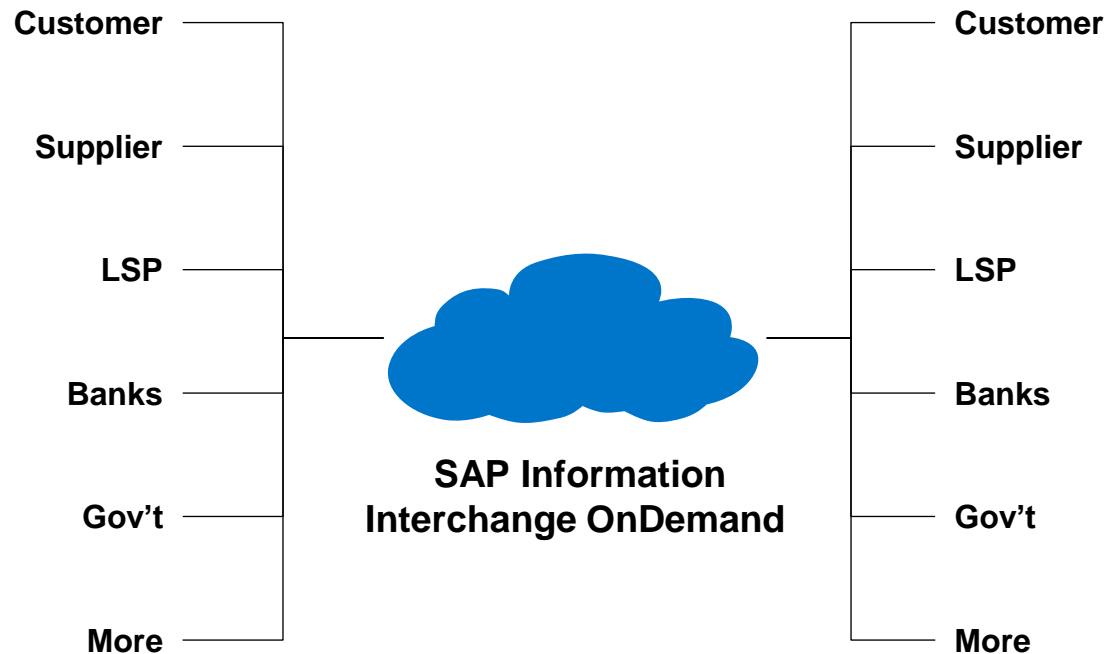 Customer
Supplier
LSP
Banks
Gov't
More
SAP Information
Interchange OnDemand
Customer
Supplier
LSP
Banks
Gov't
More